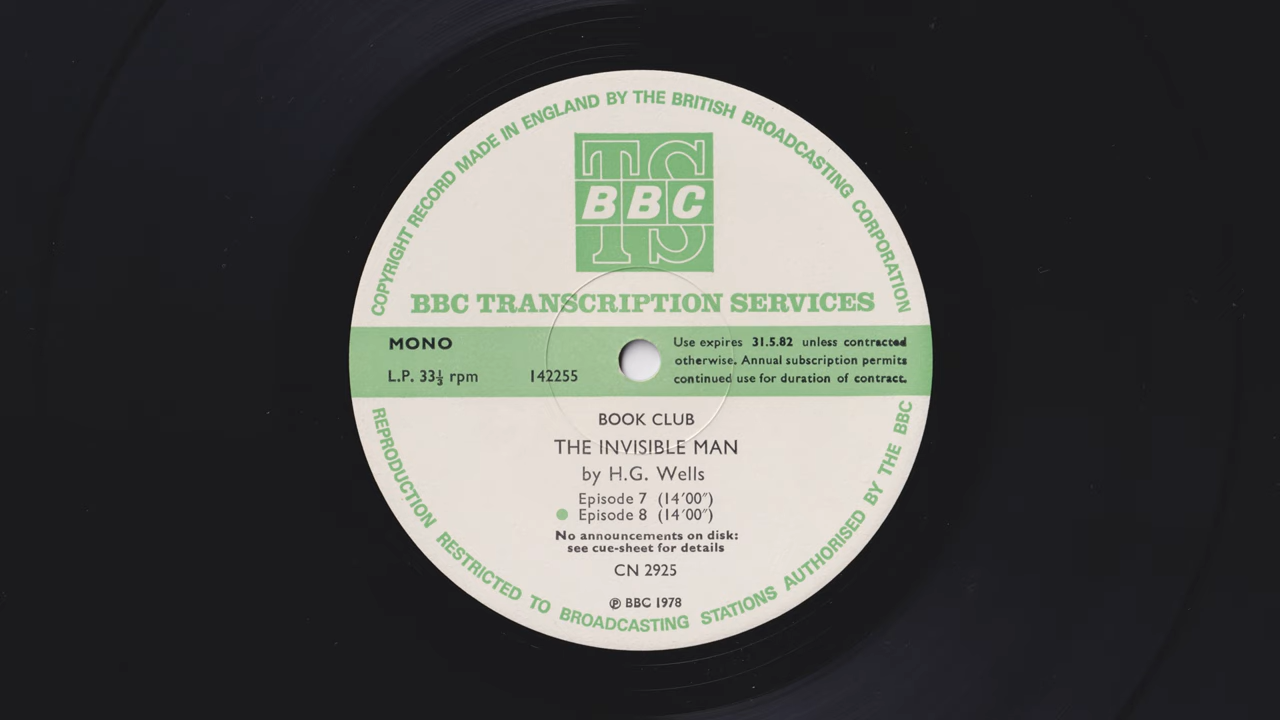 COPYRIGHT RECORD MADE IN ENGLAND BY THE BRITISH BROADCASTING CORPORATION
TS
BBC
BBC TRANSCRIPTION SERVICES
MONO
L.P. 33⅓ rpm
142255
Use expires 31.5.82 unless contracted
otherwise. Annual subscription permits
continued use for duration of contract.
BOOK CLUB
THE INVISIBLE MAN
by H.G. Wells
Episode 7 (14′00″)
Episode 8 (14′00″)
No announcements on disk:
see cue-sheet for details
CN 2925
℗ BBC 1978
REPRODUCTION RESTRICTED TO BROADCASTING STATIONS AUTHORISED BY THE BBC